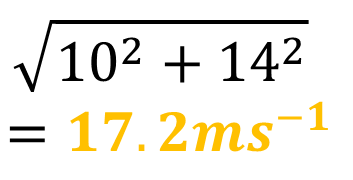 √10² + 14²
= 17.2ms⁻¹